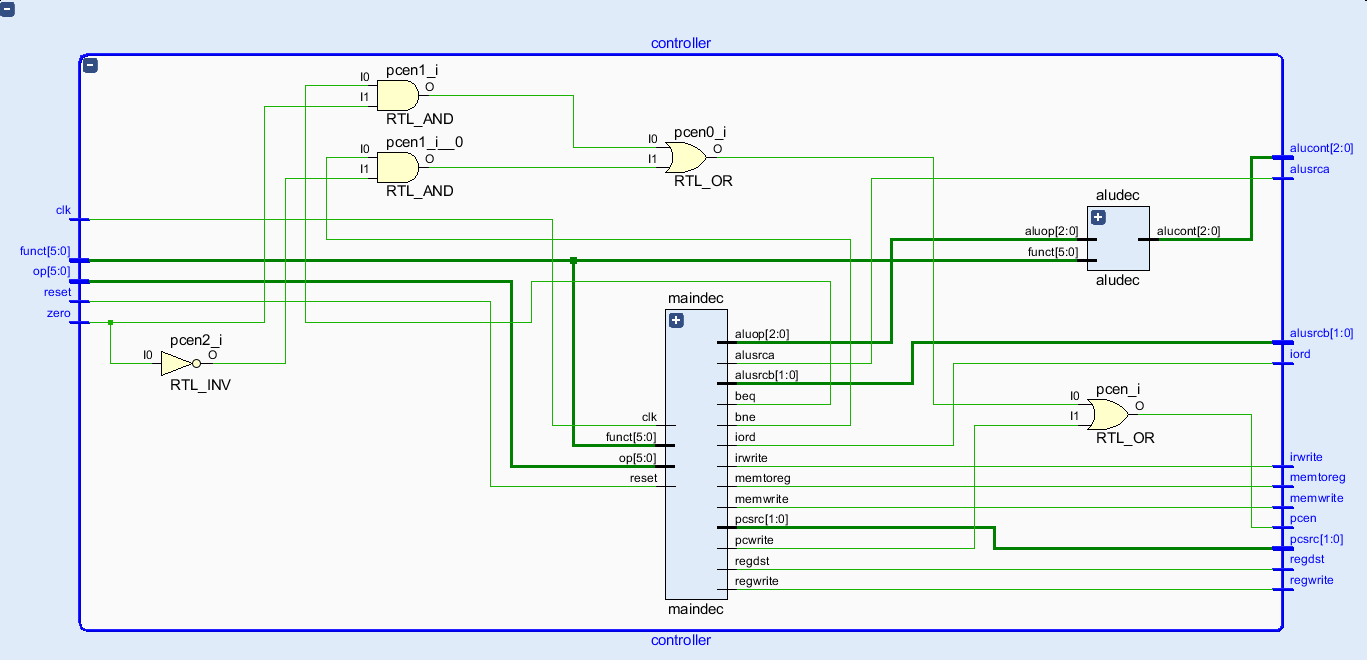 controller
pcen1_i
I0
O
I1
RTL_AND
pcen1_i__0
I0
O
I1
RTL_AND
pcen0_i
I0
O
I1
RTL_OR
clk
funct[5:0]
op[5:0]
reset
zero
pcen2_i
I0
O
RTL_INV
maindec
clk
funct[5:0]
op[5:0]
reset
aluop[2:0]
alusrca
alusrcb[1:0]
beq
bne
iord
irwrite
memtoreg
memwrite
pcsrc[1:0]
pcwrite
regdst
regwrite
maindec
aludec
aluop[2:0]
funct[5:0]
alucont[2:0]
aludec
pcen_i
I0
O
I1
RTL_OR
alucont[2:0]
alusrca
alusrcb[1:0]
iord
irwrite
memtoreg
memwrite
pcen
pcsrc[1:0]
regdst
regwrite
controller